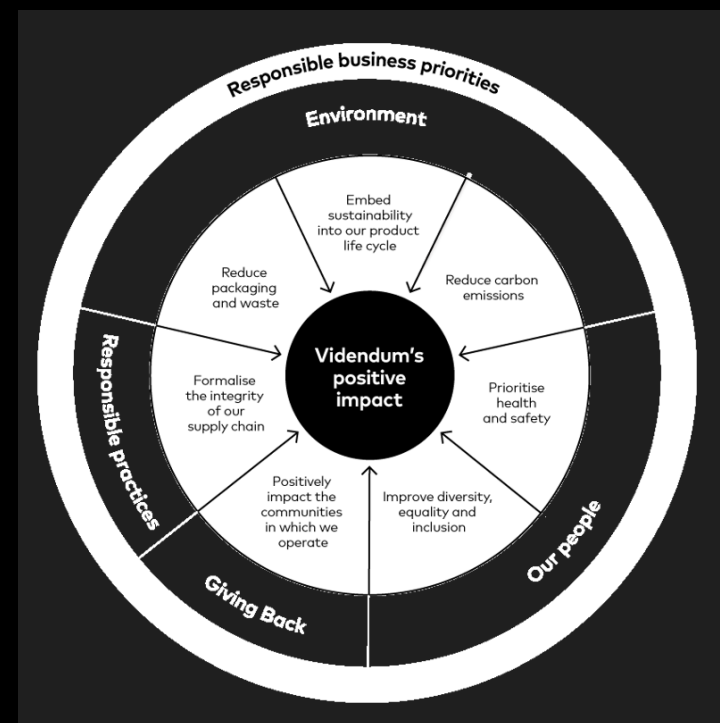 Responsible business priorities
Environment
Embed
sustainability
into our product
life cycle
Reduce
packaging
and waste
Reduce carbon
emissions
Videndum's
positive
impact
Responsible practices
Formalise
the integrity
of our
supply chain
Prioritise
health
and safety
Positively
impact the
communities
in which we
operate
Improve diversity,
equality and
inclusion
Giving Back
Our people